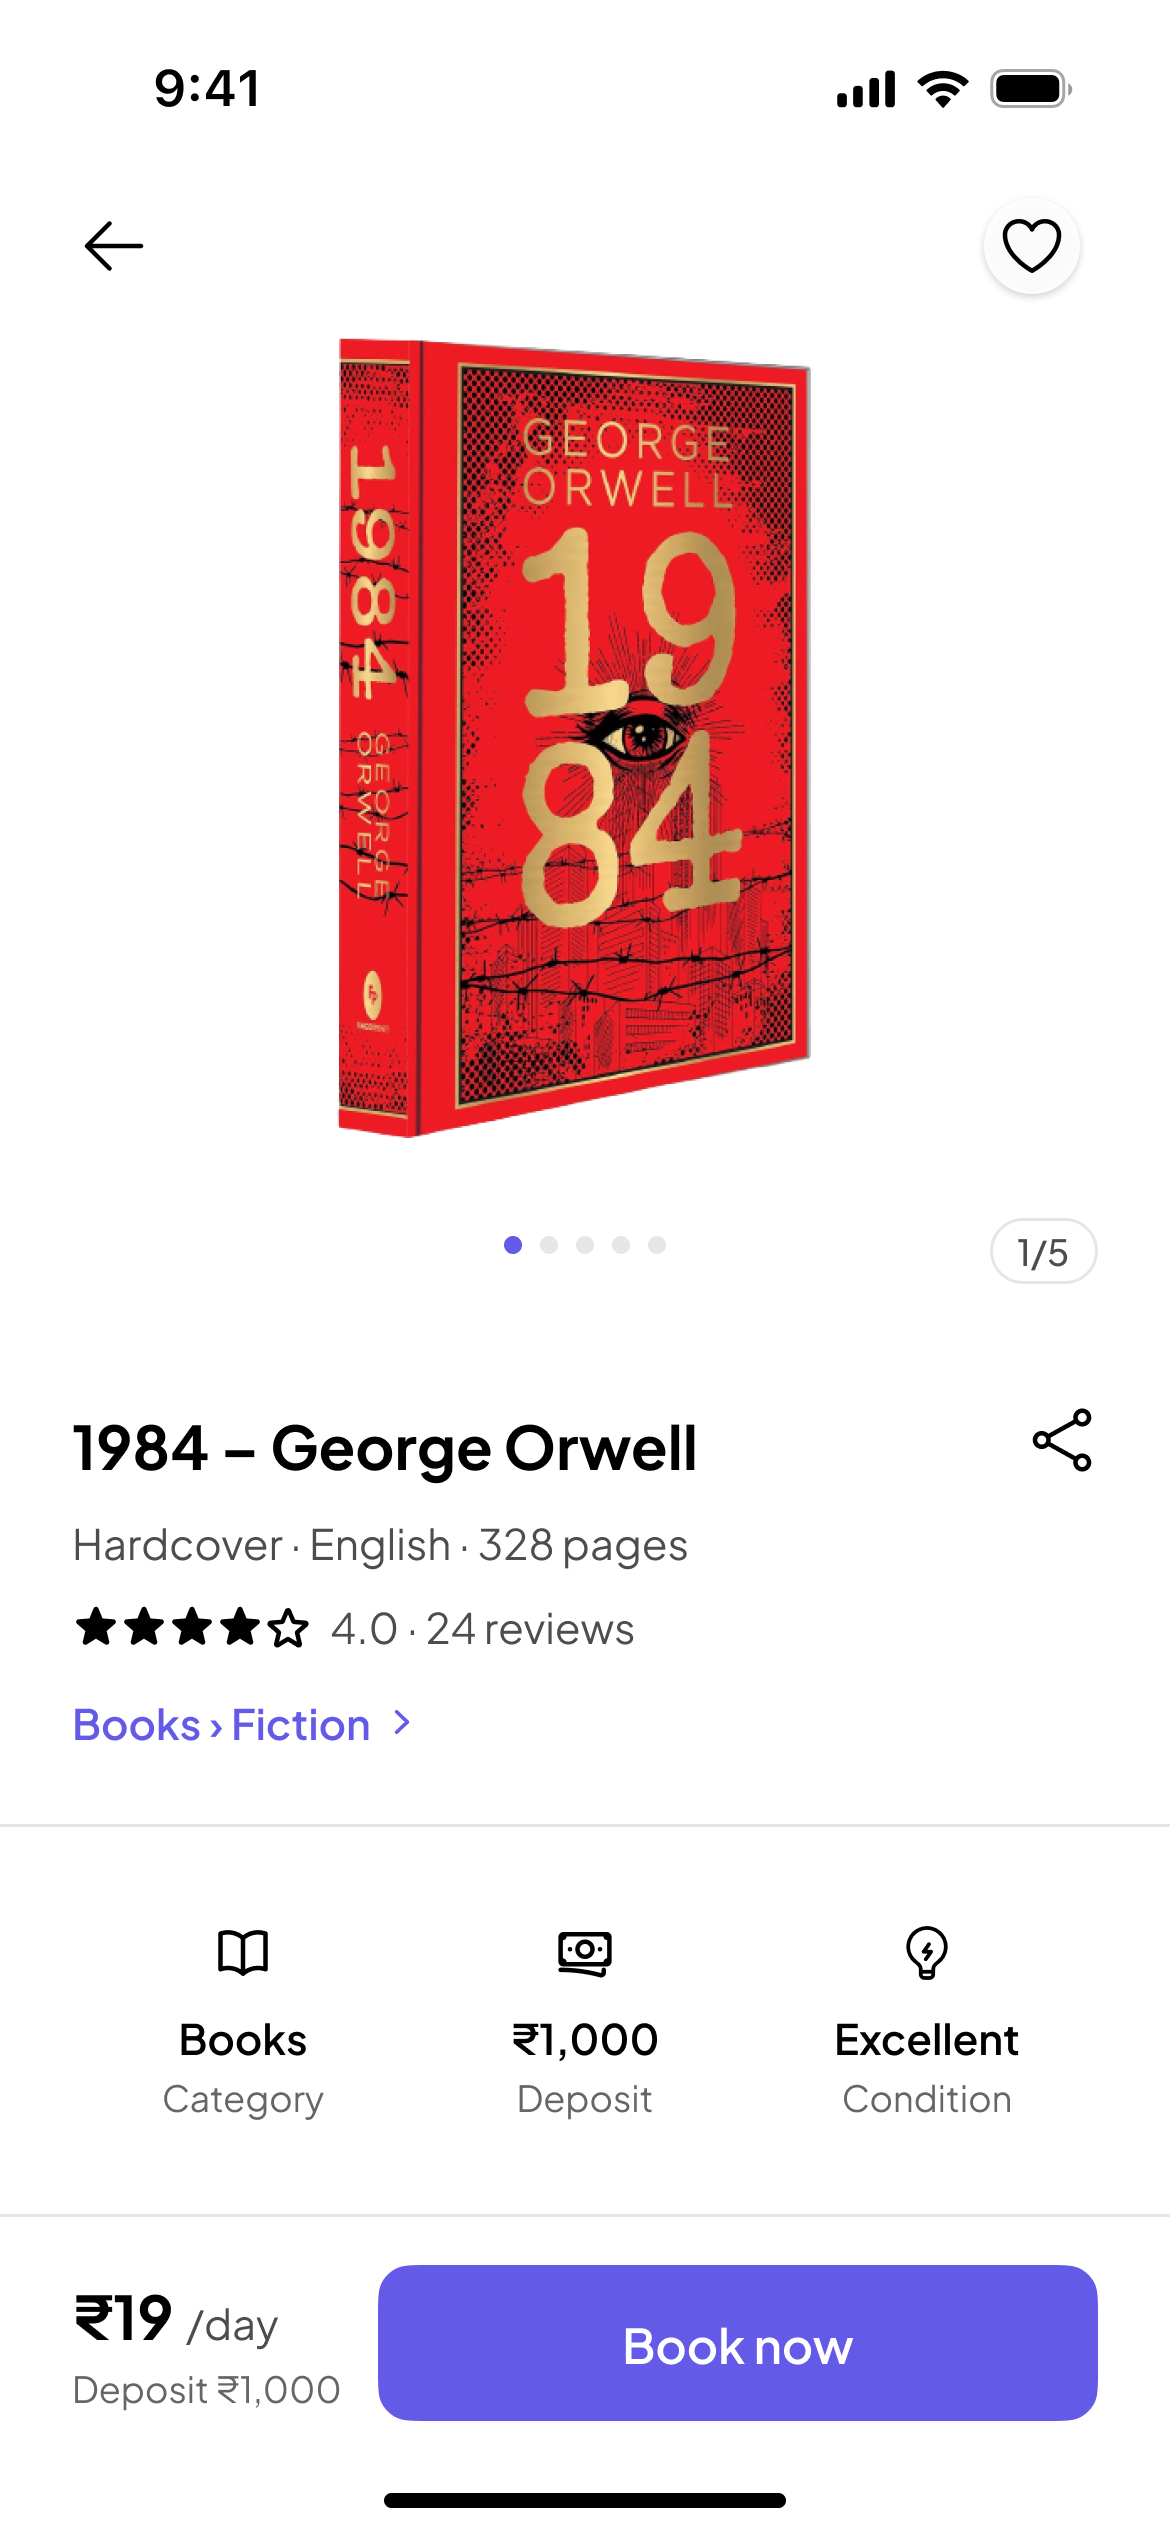 9:41
GEORGE
ORWELL
19
84
1984
GEORGE
ORWELL
1/5
1984 – George Orwell
Hardcover · English · 328 pages
4.0 · 24 reviews
Books › Fiction
Books
Category
₹1,000
Deposit
Excellent
Condition
₹19 /day
Deposit ₹1,000
Book now